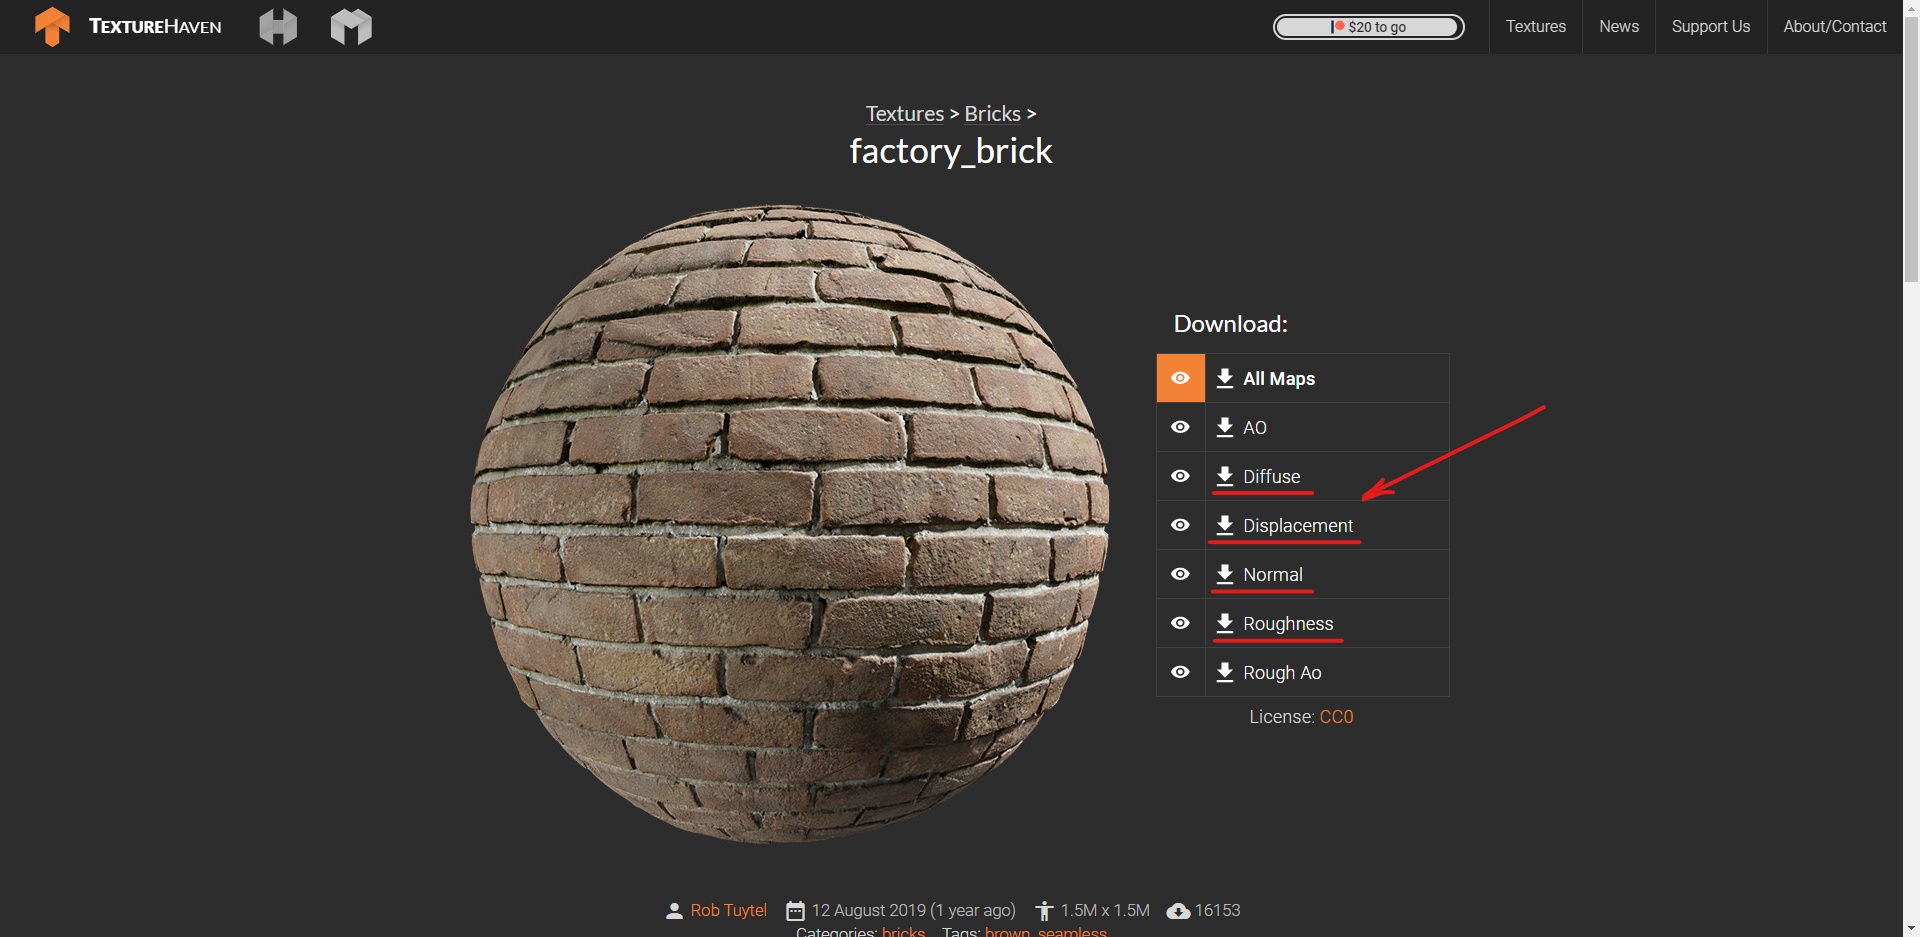 TEXTUREHAVEN
$20 to go
Textures
News
Support Us
About/Contact
Textures > Bricks >
factory_brick
Download:
All Maps
AO
Diffuse
Displacement
Normal
Roughness
Rough Ao
License: CC0
Rob Tuytel 12 August 2019 (1 year ago) 1.5M x 1.5M 16153
Categories: bricks Tags: brown, seamless